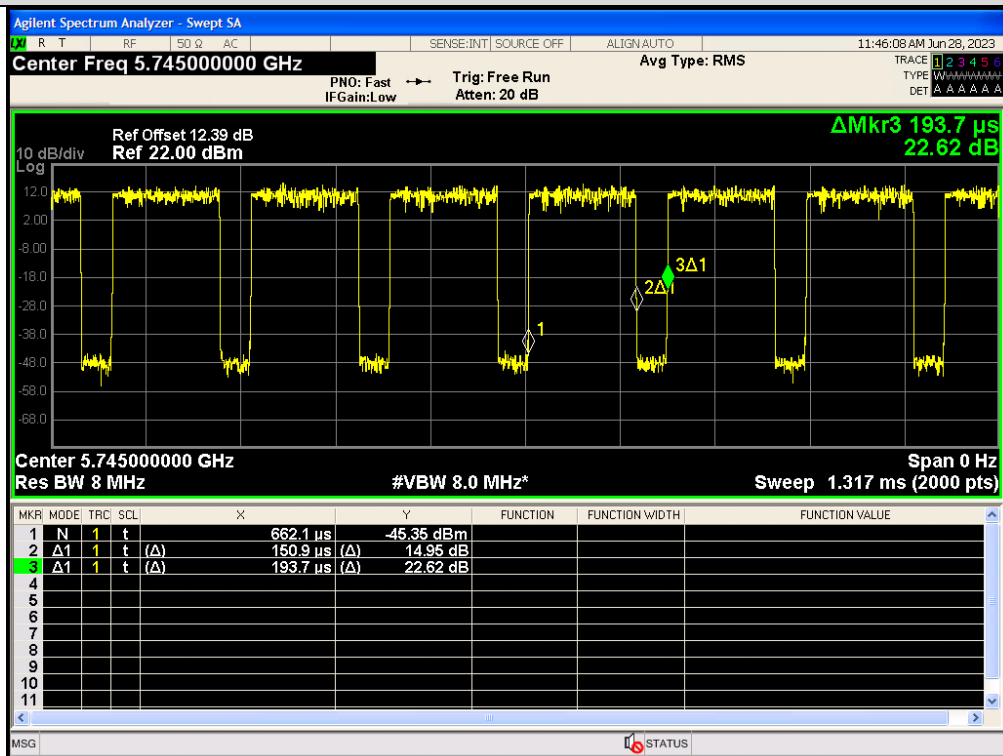 Agilent Spectrum Analyzer - Swept SA
LXI R T RF 50 Ω AC SENSE:INT SOURCE OFF ALIGN AUTO 11:46:08 AM Jun 28, 2023
Center Freq 5.745000000 GHz Avg Type: RMS TRACE 1 2 3 4 5 6
PNO: Fast Trig: Free Run TYPE W
IFGain:Low Atten: 20 dB DET A A A A A A
ΔMkr3 193.7 µs
22.62 dB
Ref Offset 12.39 dB
10 dB/div Ref 22.00 dBm
Log
12.0
2.00
-8.00
-18.0
-28.0
-38.0
-48.0
-58.0
-68.0
3Δ1
2Δ1
1
Center 5.745000000 GHz Span 0 Hz
Res BW 8 MHz #VBW 8.0 MHz* Sweep 1.317 ms (2000 pts)
MKR MODE TRC SCL X Y FUNCTION FUNCTION WIDTH FUNCTION VALUE
1 N 1 t 662.1 µs -45.35 dBm
2 Δ1 1 t (Δ) 150.9 µs (Δ) 14.95 dB
3 Δ1 1 t (Δ) 193.7 µs (Δ) 22.62 dB
4
5
6
7
8
9
10
11
MSG STATUS